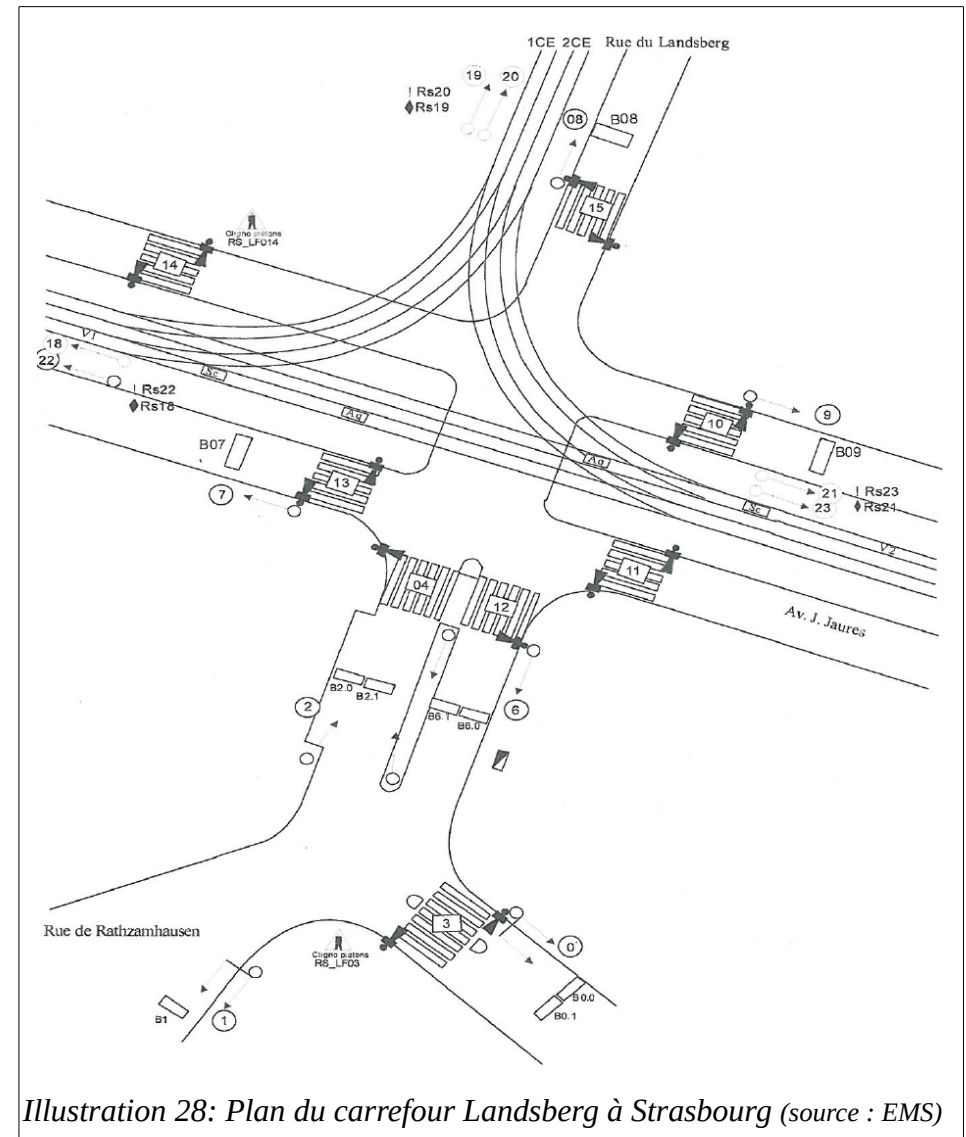 1CE 2CE Rue du Landsberg
19 20
! Rs20
♦Rs19
08
B08
15
Cligno piétons
RS_LF014
14
V1
18
22
! Rs22
♦Rs18
Sc
Aq
B07
13
7
10
9
B09
Aq
21 ! Rs23
23 ♦Rs21
Sc
V2
11
04
12
Av. J. Jaures
B2.0
B2.1
2
B6.1 B6.0
6
Rue de Rathzamhausen
3
Cligno piétons
RS_LF03
0'
B0.0
B0.1
B1
1
Illustration 28: Plan du carrefour Landsberg à Strasbourg (source : EMS)